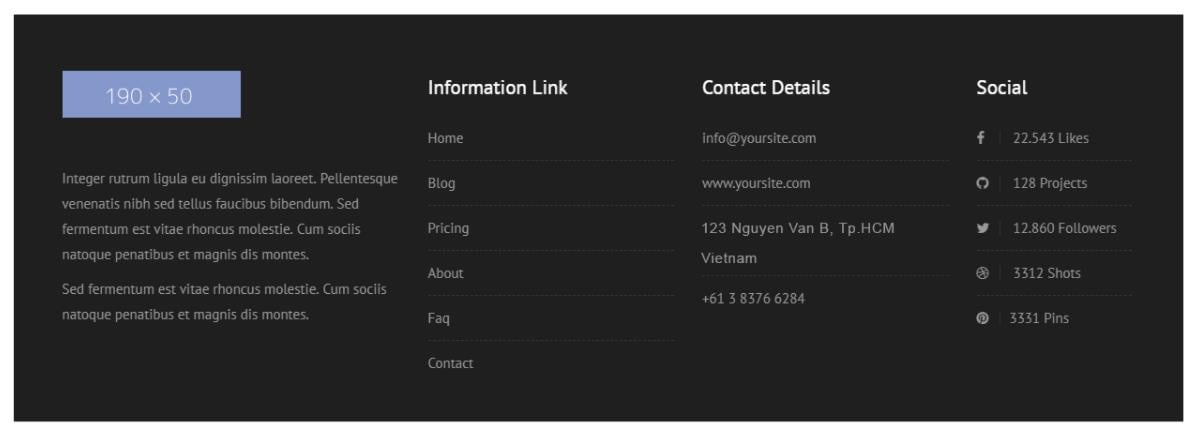 190 × 50
Integer rutrum ligula eu dignissim laoreet. Pellentesque
venenatis nibh sed tellus faucibus bibendum. Sed
fermentum est vitae rhoncus molestie. Cum sociis
natoque penatibus et magnis dis montes.
Sed fermentum est vitae rhoncus molestie. Cum sociis
natoque penatibus et magnis dis montes.
Information Link
Home
Blog
Pricing
About
Faq
Contact
Contact Details
info@yoursite.com
www.yoursite.com
123 Nguyen Van B, Tp.HCM
Vietnam
+61 3 8376 6284
Social
22.543 Likes
128 Projects
12.860 Followers
3312 Shots
3331 Pins